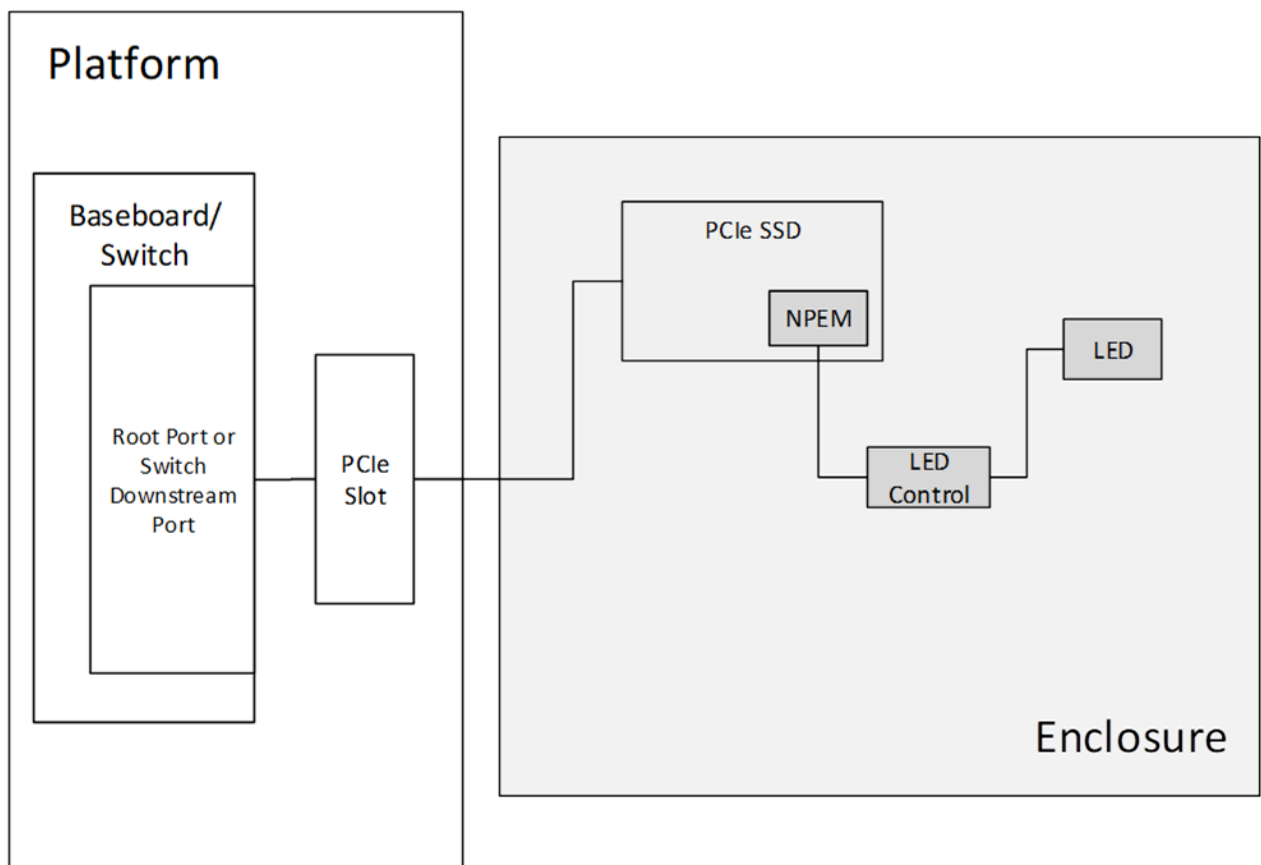 Platform
Baseboard/
Switch
Root Port or
Switch
Downstream
Port
PCIe
Slot
PCIe SSD
NPEM
LED
LED
Control
Enclosure